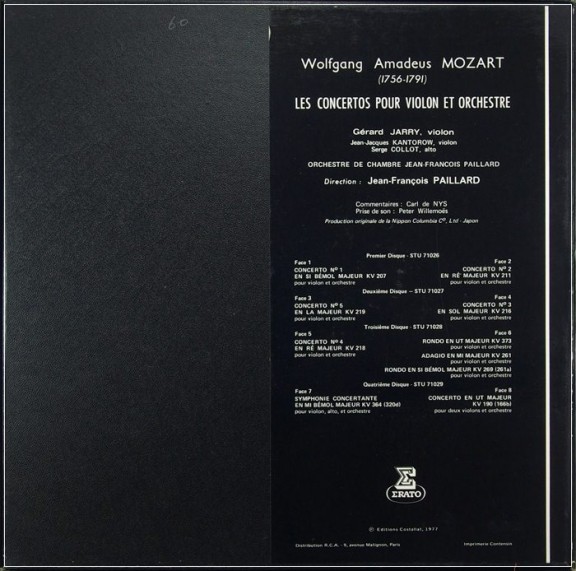 60
Wolfgang Amadeus MOZART
(1756-1791)
LES CONCERTOS POUR VIOLON ET ORCHESTRE
Gérard JARRY, violon
Jean-Jacques KANTOROW, violon
Serge COLLOT, alto
ORCHESTRE DE CHAMBRE JEAN-FRANCOIS PAILLARD
Direction : Jean-François PAILLARD
Commentaires : Carl de NYS
Prise de son : Peter Willemoës
Production originale de la Nippon Columbia Cº, Ltd - Japon
Premier Disque - STU 71026
Face 1
CONCERTO Nº 1
EN SI BÉMOL MAJEUR KV 207
pour violon et orchestre
Face 2
CONCERTO Nº 2
EN RÉ MAJEUR KV 211
pour violon et orchestre
Deuxième Disque – STU 71027
Face 3
CONCERTO Nº 5
EN LA MAJEUR KV 219
pour violon et orchestre
Face 4
CONCERTO Nº 3
EN SOL MAJEUR KV 216
pour violon et orchestre
Troisième Disque - STU 71028
Face 5
CONCERTO Nº 4
EN RÉ MAJEUR KV 218
pour violon et orchestre
Face 6
RONDO EN UT MAJEUR KV 373
pour violon et orchestre
ADAGIO EN MI MAJEUR KV 261
pour violon et orchestre
RONDO EN SI BÉMOL MAJEUR KV 269 (261a)
pour violon et orchestre
Quatrième Disque - STU 71029
Face 7
SYMPHONIE CONCERTANTE
EN MI BÉMOL MAJEUR KV 364 (320d)
pour violon, alto, et orchestre
Face 8
CONCERTO EN UT MAJEUR
KV 190 (166b)
pour deux violons et orchestre
ERATO
© Editions Costallat, 1977
Distribution R.C.A. - 9, avenue Matignon, Paris
Imprimerie Contensin